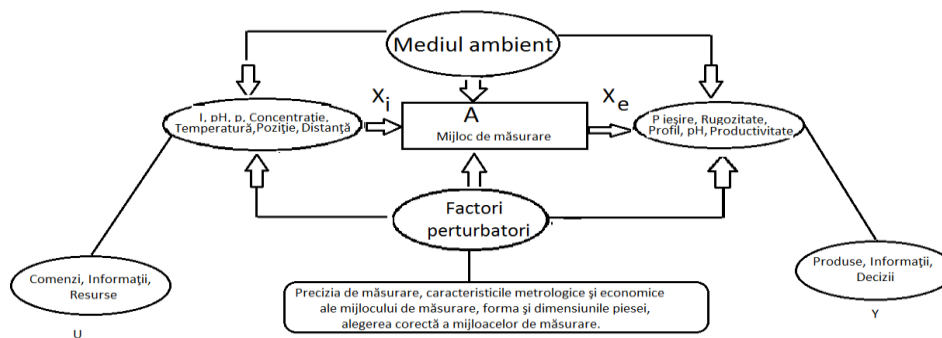 Mediul ambient
X_i
X_e
I, pH, p, Concentrație,
Temperatură,Poziție, Distanță
A
Mijloc de măsurare
P ieșire, Rugozitate,
Profil, pH, Productivitate
Factori
perturbatori
Comenzi, Informații,
Resurse
U
Produse, Informații,
Decizii
Y
Precizia de măsurare, caracteristicile metrologice și economice
ale mijlocului de măsurare, forma și dimensiunile piesei,
alegerea corectă a mijloacelor de măsurare.